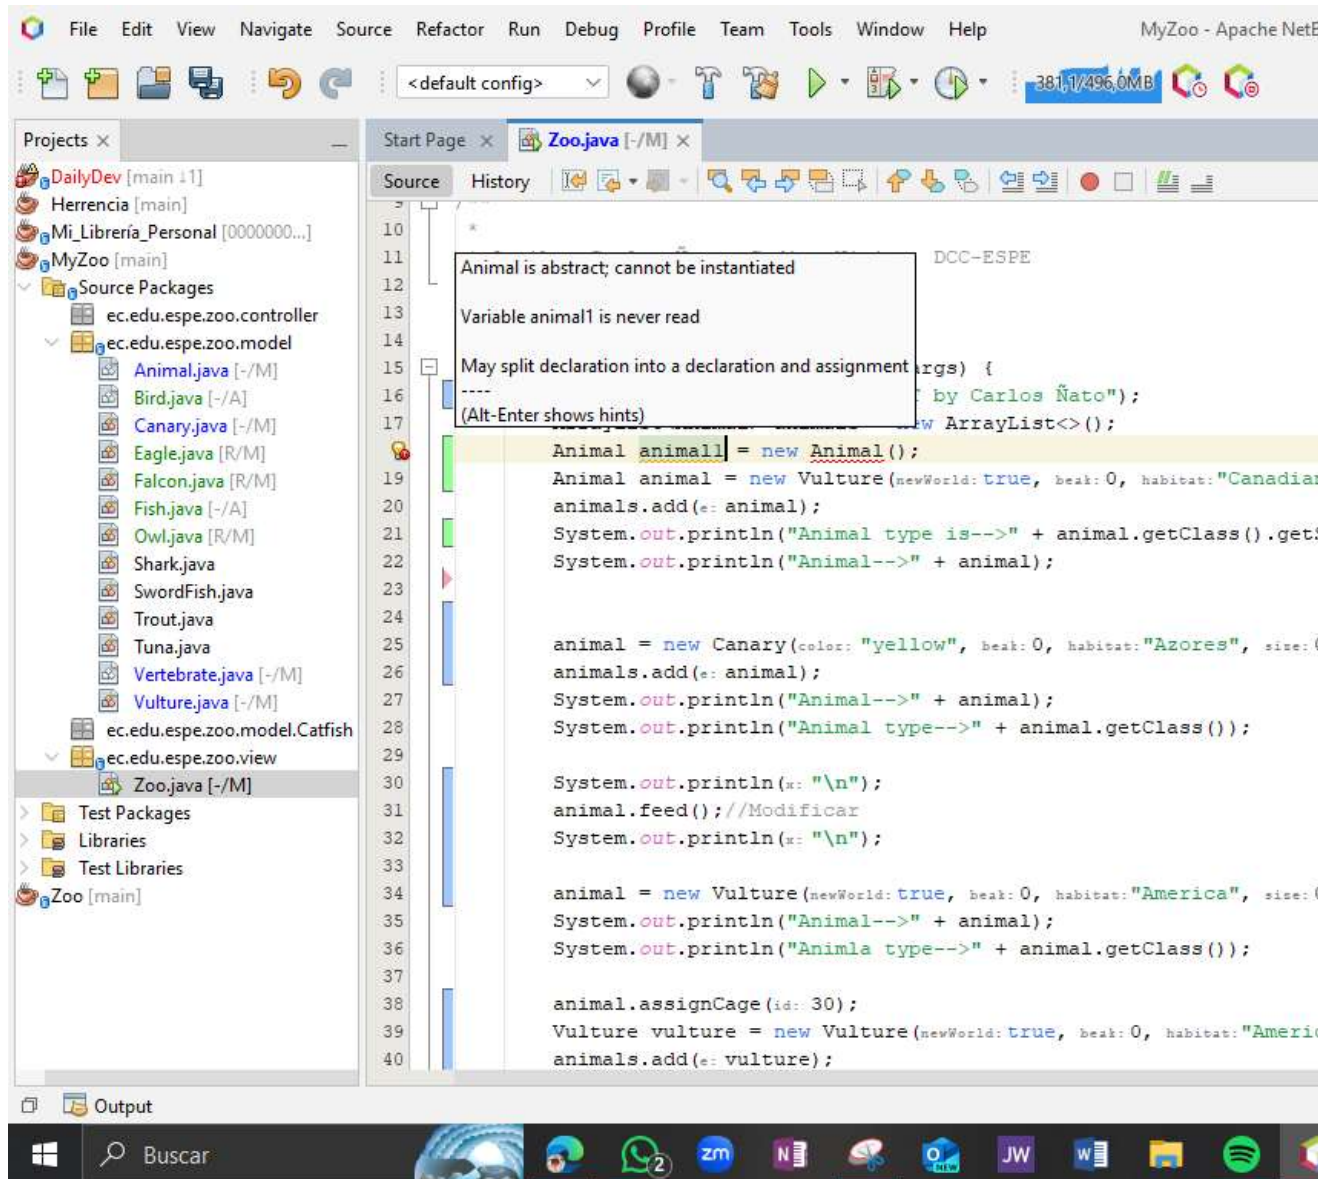 File Edit View Navigate Source Refactor Run Debug Profile Team Tools Window Help MyZoo - Apache NetB
<default config> 381,1/496,0MB
Projects
Start Page Zoo.java [-/M]
Source History
DailyDev [main ↓1]
Herrencia [main]
Mi_Librería_Personal [0000000...]
MyZoo [main]
Source Packages
ec.edu.espe.zoo.controller
ec.edu.espe.zoo.model
Animal.java [-/M]
Bird.java [-/A]
Canary.java [-/M]
Eagle.java [R/M]
Falcon.java [R/M]
Fish.java [-/A]
Owl.java [R/M]
Shark.java
SwordFish.java
Trout.java
Tuna.java
Vertebrate.java [-/M]
Vulture.java [-/M]
ec.edu.espe.zoo.model.Catfish
ec.edu.espe.zoo.view
Zoo.java [-/M]
Test Packages
Libraries
Test Libraries
Zoo [main]
9 /**
10 *
11 DCC-ESPE
12
13
14
15 rgs) {
16 by Carlos Ñato");
17 new ArrayList<>();
Animal is abstract; cannot be instantiated
Variable animal1 is never read
May split declaration into a declaration and assignment
----
(Alt-Enter shows hints)
Animal animal1 = new Animal();
19 Animal animal = new Vulture(newWorld: true, beak: 0, habitat:"Canadian
20 animals.add(e: animal);
21 System.out.println("Animal type is-->" + animal.getClass().getS
22 System.out.println("Animal-->" + animal);
23
24
25 animal = new Canary(color: "yellow", beak: 0, habitat:"Azores", size: 0
26 animals.add(e: animal);
27 System.out.println("Animal-->" + animal);
28 System.out.println("Animal type-->" + animal.getClass());
29
30 System.out.println(x: "\n");
31 animal.feed();//Modificar
32 System.out.println(x: "\n");
33
34 animal = new Vulture(newWorld: true, beak: 0, habitat:"America", size: 0
35 System.out.println("Animal-->" + animal);
36 System.out.println("Animla type-->" + animal.getClass());
37
38 animal.assignCage(id: 30);
39 Vulture vulture = new Vulture(newWorld: true, beak: 0, habitat:"Americ
40 animals.add(e: vulture);
Output
Buscar
2
zm
N
NEW
JW
W